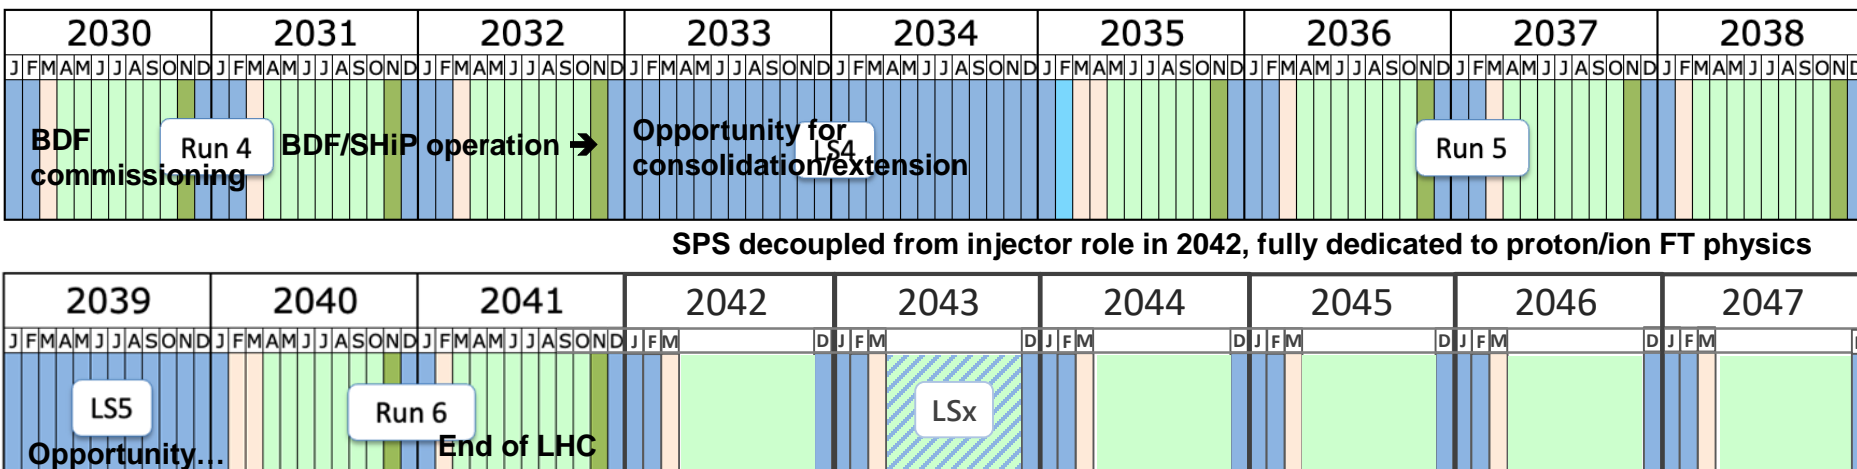 2030 2031 2032 2033 2034 2035 2036 2037 2038
J F M A M J J A S O N D J F M A M J J A S O N D J F M A M J J A S O N D J F M A M J J A S O N D J F M A M J J A S O N D J F M A M J J A S O N D J F M A M J J A S O N D J F M A M J J A S O N D J F M A M J J A S O N D
BDF
commissioning
Run 4
BDF/SHiP operation ➔
Opportunity for
consolidation/extension
LS4
Run 5
SPS decoupled from injector role in 2042, fully dedicated to proton/ion FT physics
2039 2040 2041 2042 2043 2044 2045 2046 2047
J F M A M J J A S O N D J F M A M J J A S O N D J F M A M J J A S O N D J F M D J F M D J F M D J F M D J F M D J F M
LS5
Opportunity...
Run 6
End of LHC
LSx